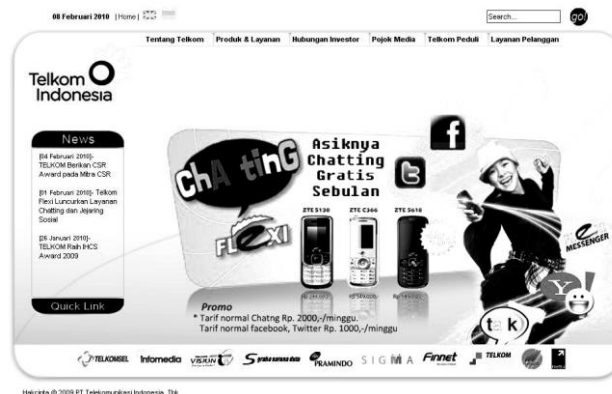 08 Februari 2010 | Home |
Search...
go!
Tentang Telkom
Produk & Layanan
Hubungan Investor
Pojok Media
Telkom Peduli
Layanan Pelanggan
Telkom
Indonesia
News
[04 Februari 2010]-
TELKOM Berikan CSR
Award pada Mitra CSR
[01 Februari 2010]- Telkom
Flexi Luncurkan Layanan
Chatting dan Jejaring
Sosial
[26 Januari 2010]-
TELKOM Raih IHCS
Award 2009
Quick Link
chAtinG
FLEXI
Asiknya
Chatting
Gratis
Sebulan
ZTE S130
ZTE C366
ZTE S610
f
t
e
MESSENGER
Y!
talk
Promo
* Tarif normal Chatng Rp. 2000,-/minggu.
Tarif normal facebook, Twitter Rp 1000,-/minggu
TELKOMSEL
Infomedia
PRAMINDO
SIGMA
Finnet
TELKOM
Hakcipta @ 2009 PT Telekomunikasi Indonesia, Tbk